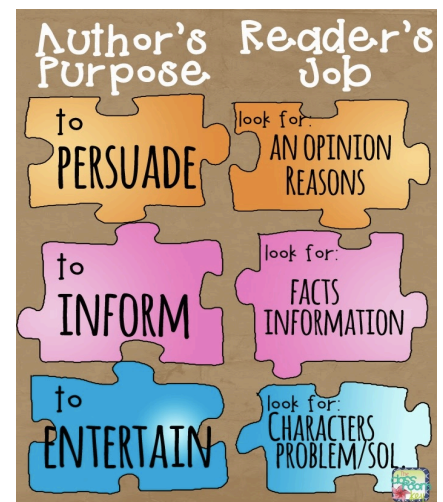 Author's
Purpose
Reader's
Job
to
PERSUADE
look for:
AN OPINION
REASONS
to
INFORM
look for:
FACTS
INFORMATION
to
ENTERTAIN
look for:
CHARACTERS
PROBLEM/SOL.